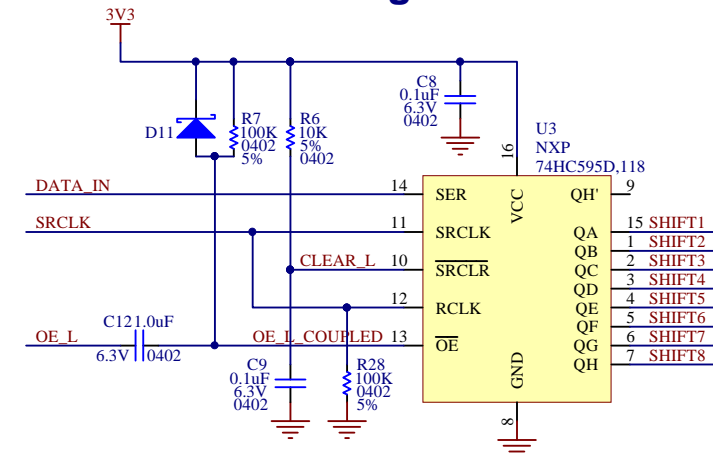 3V3
D11
R7
100K
0402
5%
R6
10K
5%
0402
C8
0.1uF
6.3V
0402
U3
NXP
74HC595D,118
16
VCC
DATA_IN
14
SER
QH'
9
SRCLK
11
SRCLK
QA
15
SHIFT1
QB
1
SHIFT2
CLEAR_L
10
SRCLR
QC
2
SHIFT3
QD
3
SHIFT4
12
RCLK
QE
4
SHIFT5
QF
5
SHIFT6
OE_L
C12
1.0uF
6.3V
0402
OE_L_COUPLED
13
OE
QG
6
SHIFT7
QH
7
SHIFT8
C9
0.1uF
6.3V
0402
R28
100K
0402
5%
GND
8